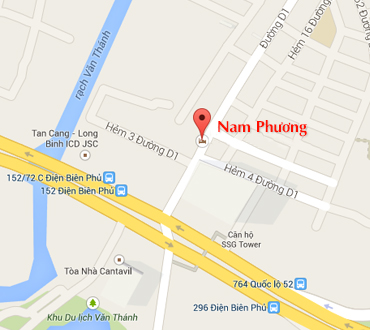 52 Đường
Hẻm 16 Đường
Đường D1
rạch Văn Thánh
Nam Phương
Tan Cang - Long
Binh ICD JSC
Hẻm 3 Đường D1
152/72 C Điện Biên Phủ
152 Điện Biên Phủ
Hẻm 4 Đường D1
Căn hộ
SSG Tower
Tòa Nhà Cantavil
764 Quốc lộ 52
296 Điện Biên Phủ
Khu Du lịch Văn Thánh